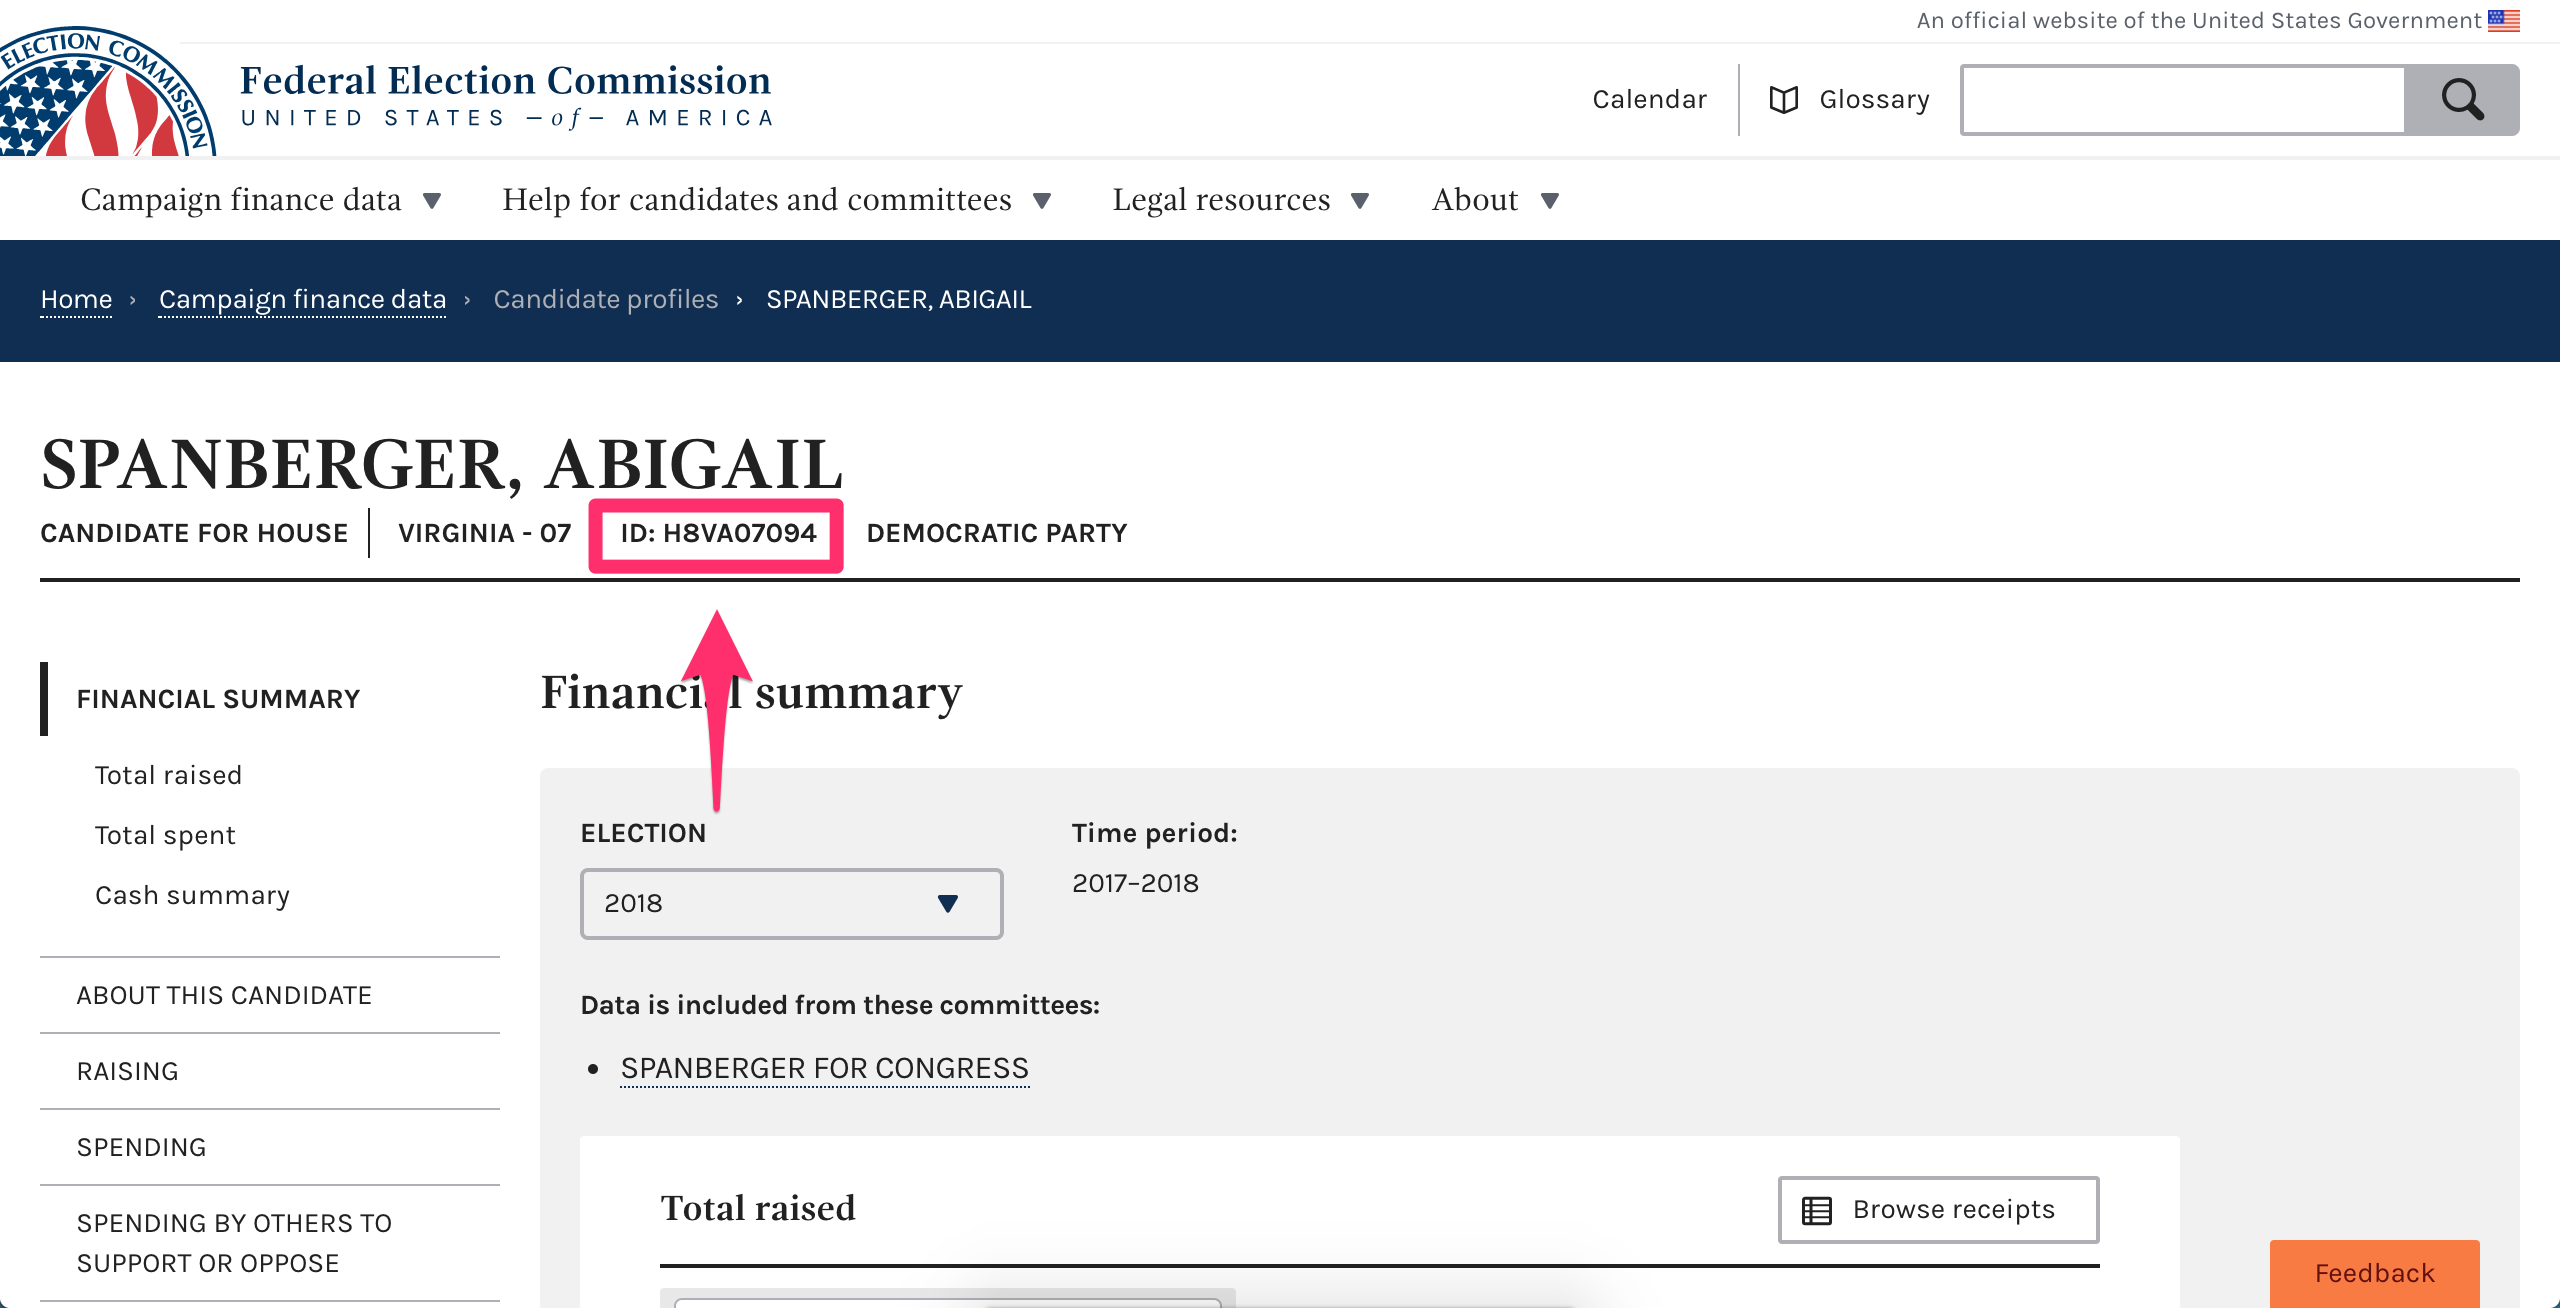 An official website of the United States Government
ELECTION COMMISSION
Federal Election Commission
UNITED STATES —of— AMERICA
Calendar
Glossary
Campaign finance data
Help for candidates and committees
Legal resources
About
Home › Campaign finance data › Candidate profiles › SPANBERGER, ABIGAIL
SPANBERGER, ABIGAIL
CANDIDATE FOR HOUSE
VIRGINIA - 07
ID: H8VA07094
DEMOCRATIC PARTY
FINANCIAL SUMMARY
Total raised
Total spent
Cash summary
ABOUT THIS CANDIDATE
RAISING
SPENDING
SPENDING BY OTHERS TO
SUPPORT OR OPPOSE
Financial summary
ELECTION
2018
Time period:
2017–2018
Data is included from these committees:
• SPANBERGER FOR CONGRESS
Total raised
Browse receipts
Feedback